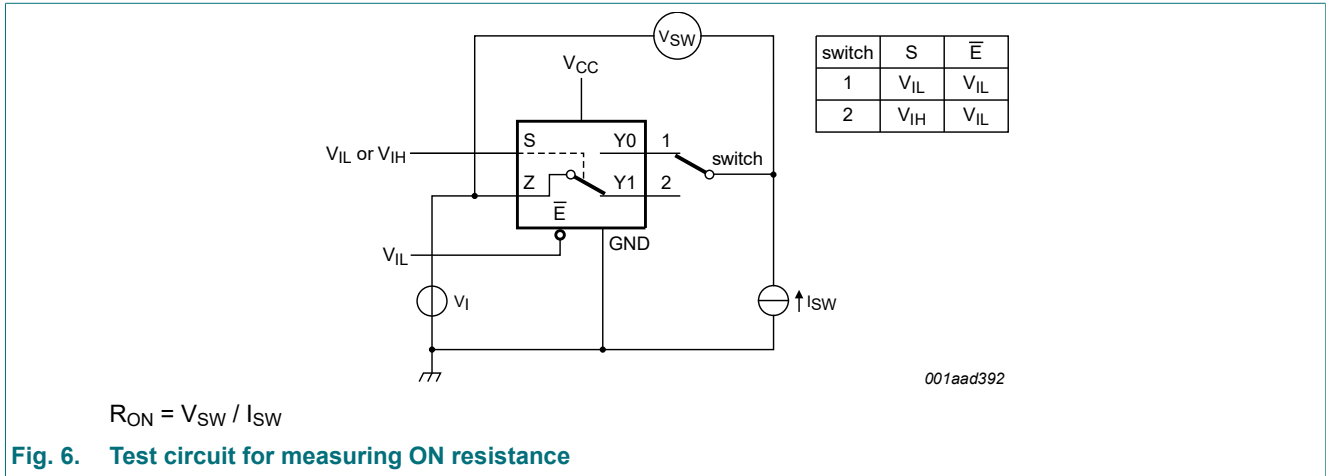 VSW
switch S E̅
1 VIL VIL
2 VIH VIL
VCC
S Y0 1
VIL or VIH
switch
Z Y1 2
E̅
GND
VIL
VI
ISW
001aad392
RON = VSW / ISW
Fig. 6. Test circuit for measuring ON resistance